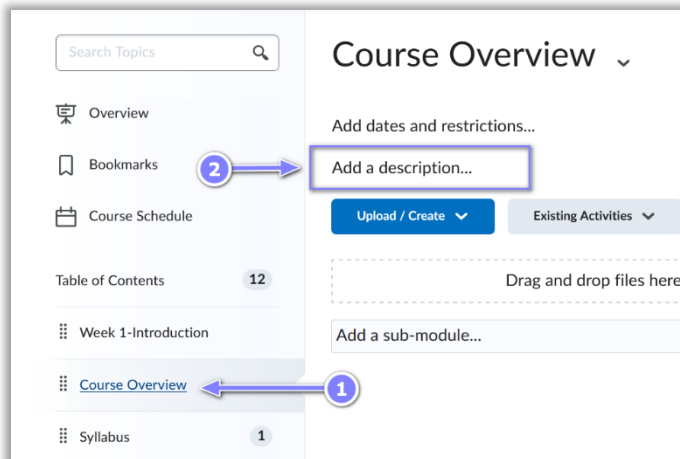 Search Topics
Overview
Bookmarks
Course Schedule
Table of Contents 12
Week 1-Introduction
Course Overview
Syllabus 1
Course Overview
Add dates and restrictions...
2 Add a description...
Upload / Create Existing Activities
Drag and drop files here
Add a sub-module...
1